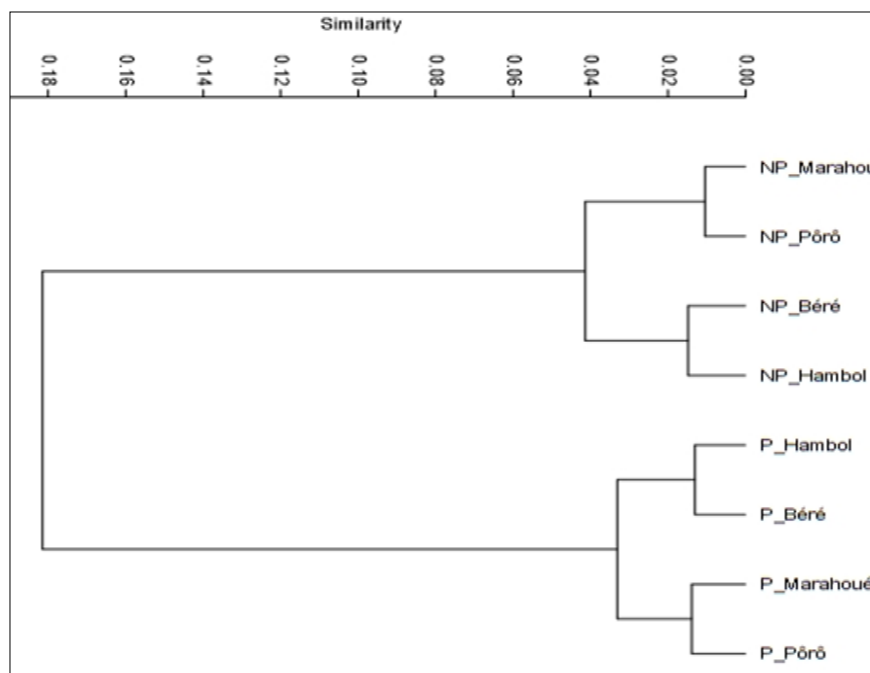 Similarity
0.18 0.16 0.14 0.12 0.10 0.08 0.06 0.04 0.02 0.00
NP_Marahou
NP_Pôrô
NP_Béré
NP_Hambol
P_Hambol
P_Béré
P_Marahoué
P_Pôrô